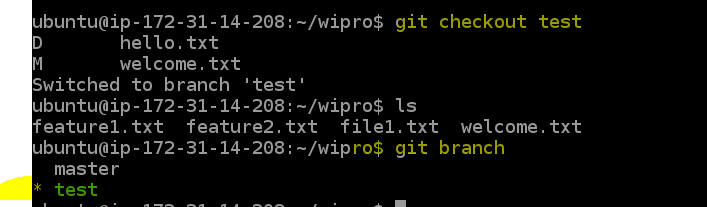 ubuntu@ip-172-31-14-208:~/wipro$ git checkout test
D       hello.txt
M       welcome.txt
Switched to branch 'test'
ubuntu@ip-172-31-14-208:~/wipro$ ls
feature1.txt  feature2.txt  file1.txt  welcome.txt
ubuntu@ip-172-31-14-208:~/wipro$ git branch
  master
* test